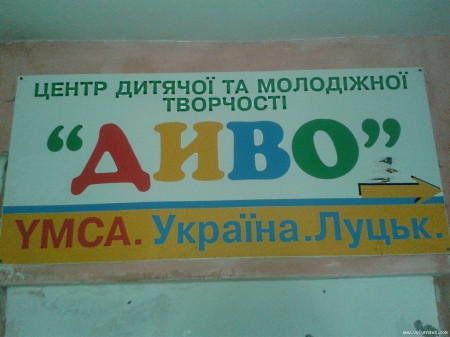 ЦЕНТР ДИТЯЧОЇ ТА МОЛОДІЖНОЇ
ТВОРЧОСТІ
“ДИВО”
YMCA. Україна. Луцьк.